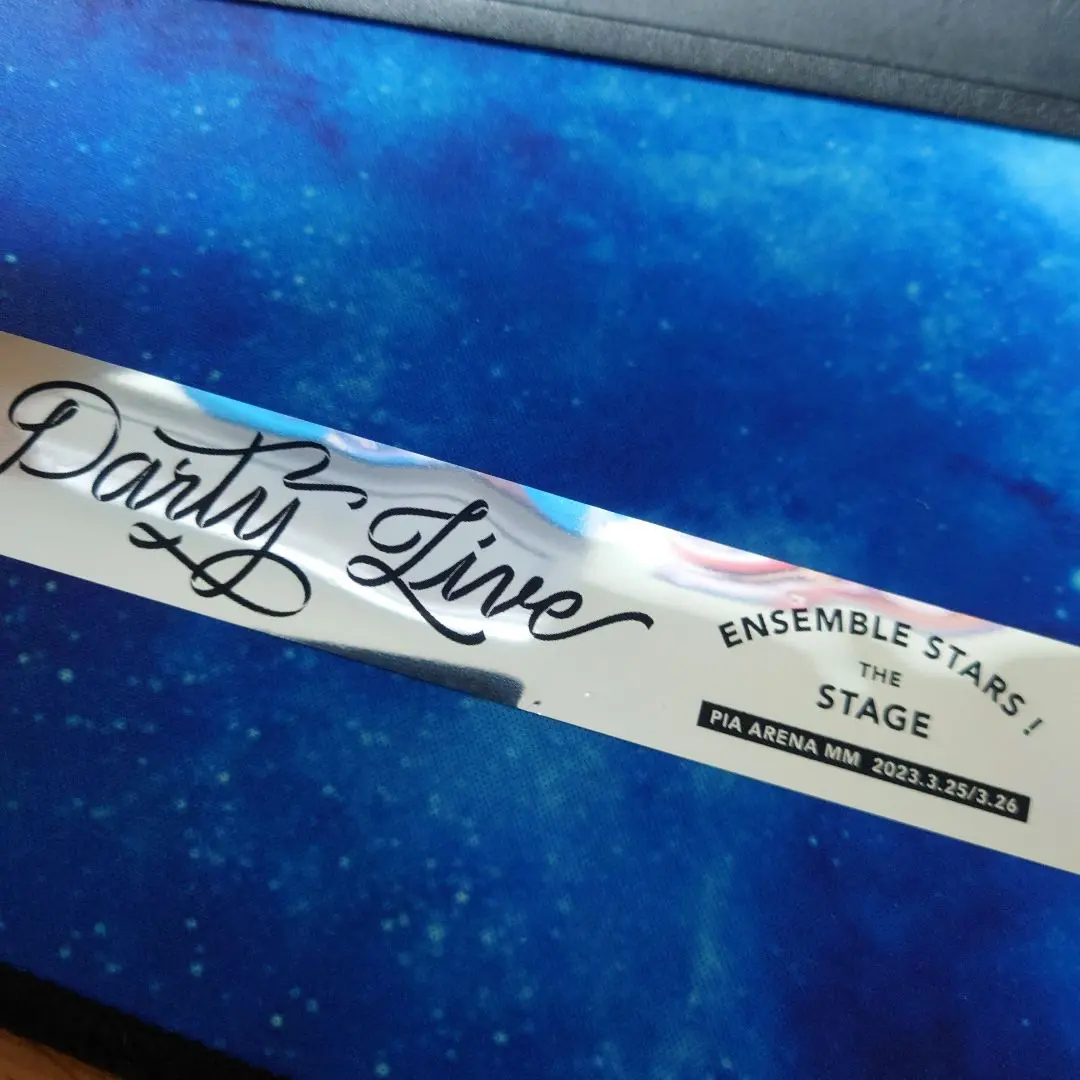 Party Live
ENSEMBLE STARS!
THE
STAGE
PIA ARENA MM 2023.3.25/3.26